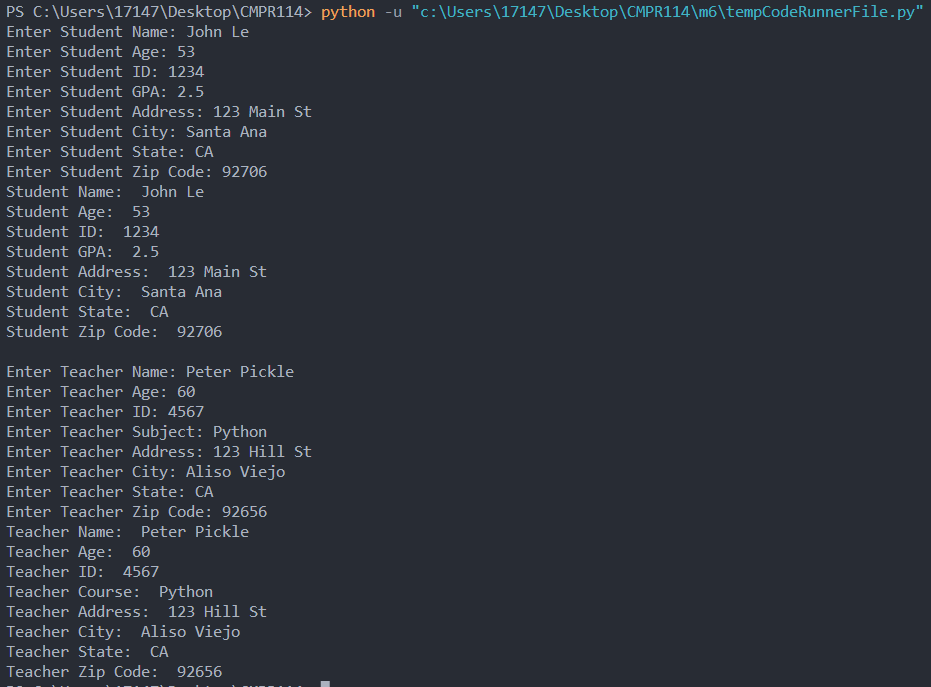 PS C:\Users\17147\Desktop\CMPR114> python -u "c:\Users\17147\Desktop\CMPR114\m6\tempCodeRunnerFile.py"
Enter Student Name: John Le
Enter Student Age: 53
Enter Student ID: 1234
Enter Student GPA: 2.5
Enter Student Address: 123 Main St
Enter Student City: Santa Ana
Enter Student State: CA
Enter Student Zip Code: 92706
Student Name:  John Le
Student Age:  53
Student ID:  1234
Student GPA:  2.5
Student Address:  123 Main St
Student City:  Santa Ana
Student State:  CA
Student Zip Code:  92706

Enter Teacher Name: Peter Pickle
Enter Teacher Age: 60
Enter Teacher ID: 4567
Enter Teacher Subject: Python
Enter Teacher Address: 123 Hill St
Enter Teacher City: Aliso Viejo
Enter Teacher State: CA
Enter Teacher Zip Code: 92656
Teacher Name:  Peter Pickle
Teacher Age:  60
Teacher ID:  4567
Teacher Course:  Python
Teacher Address:  123 Hill St
Teacher City:  Aliso Viejo
Teacher State:  CA
Teacher Zip Code:  92656